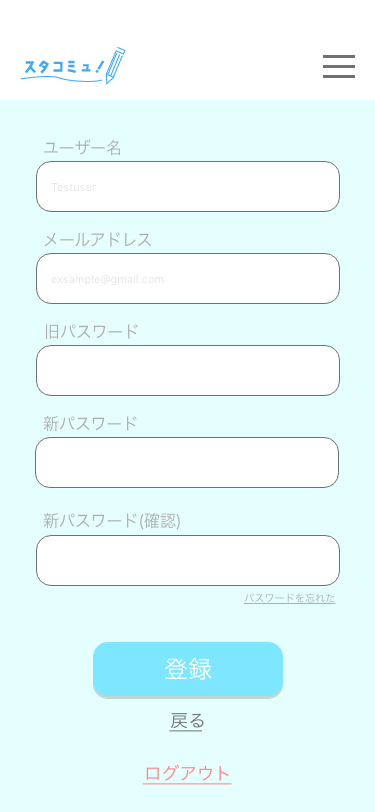 スタコミュ!
ユーザー名
Testuser
メールアドレス
exsample@gmail.com
旧パスワード
新パスワード
新パスワード(確認)
パスワードを忘れた
登録
戻る
ログアウト